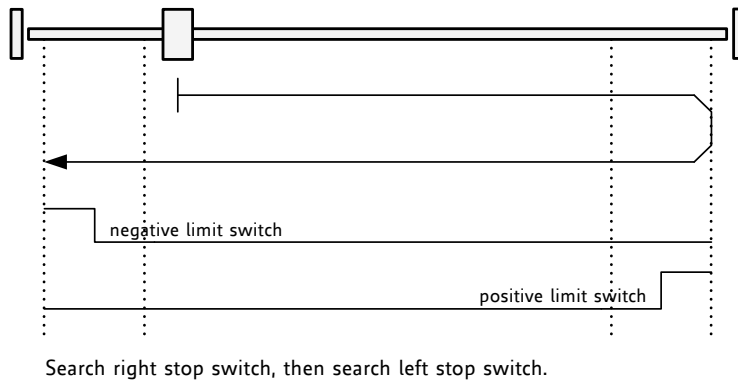 negative limit switch
positive limit switch
Search right stop switch, then search left stop switch.